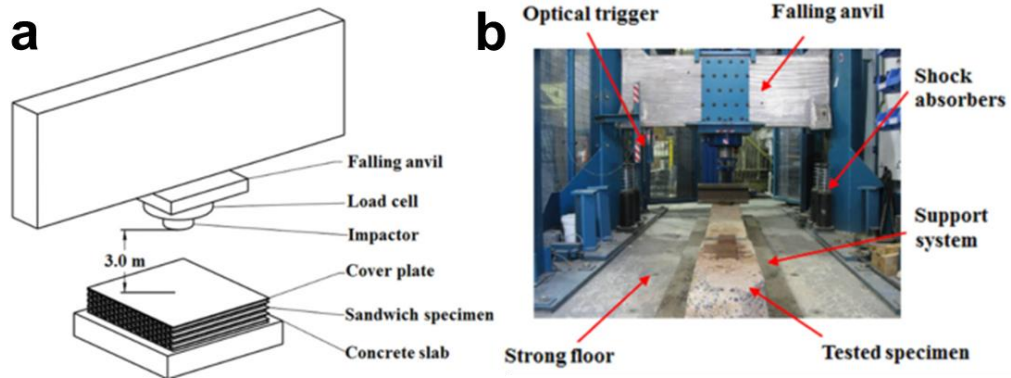 a
Falling anvil
Load cell
Impactor
3.0 m
Cover plate
Sandwich specimen
Concrete slab
b
Optical trigger
Falling anvil
Shock
absorbers
Support
system
Strong floor
Tested specimen